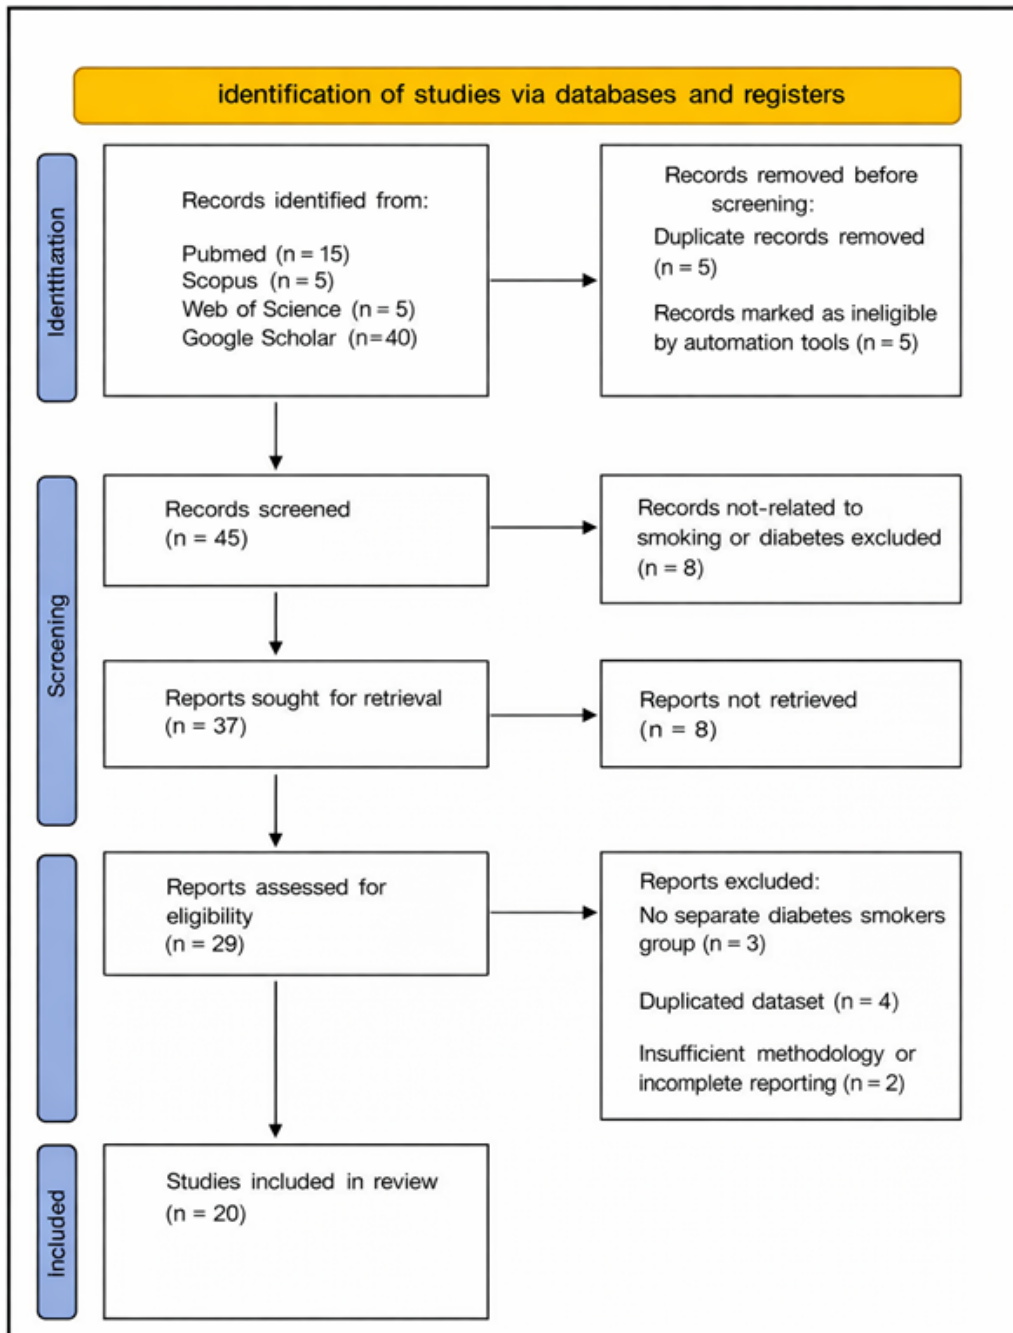 identification of studies via databases and registers
Identthation
Records identified from:
Pubmed (n = 15)
Scopus (n = 5)
Web of Science (n = 5)
Google Scholar (n=40)
Records removed before
screening:
Duplicate records removed
(n = 5)
Records marked as ineligible
by automation tools (n = 5)
Scroening
Records screened
(n = 45)
Records not-related to
smoking or diabetes excluded
(n = 8)
Reports sought for retrieval
(n = 37)
Reports not retrieved
(n = 8)
Reports assessed for
eligibility
(n = 29)
Reports excluded:
No separate diabetes smokers
group (n = 3)
Duplicated dataset (n = 4)
Insufficient methodology or
incomplete reporting (n = 2)
Included
Studies included in review
(n = 20)